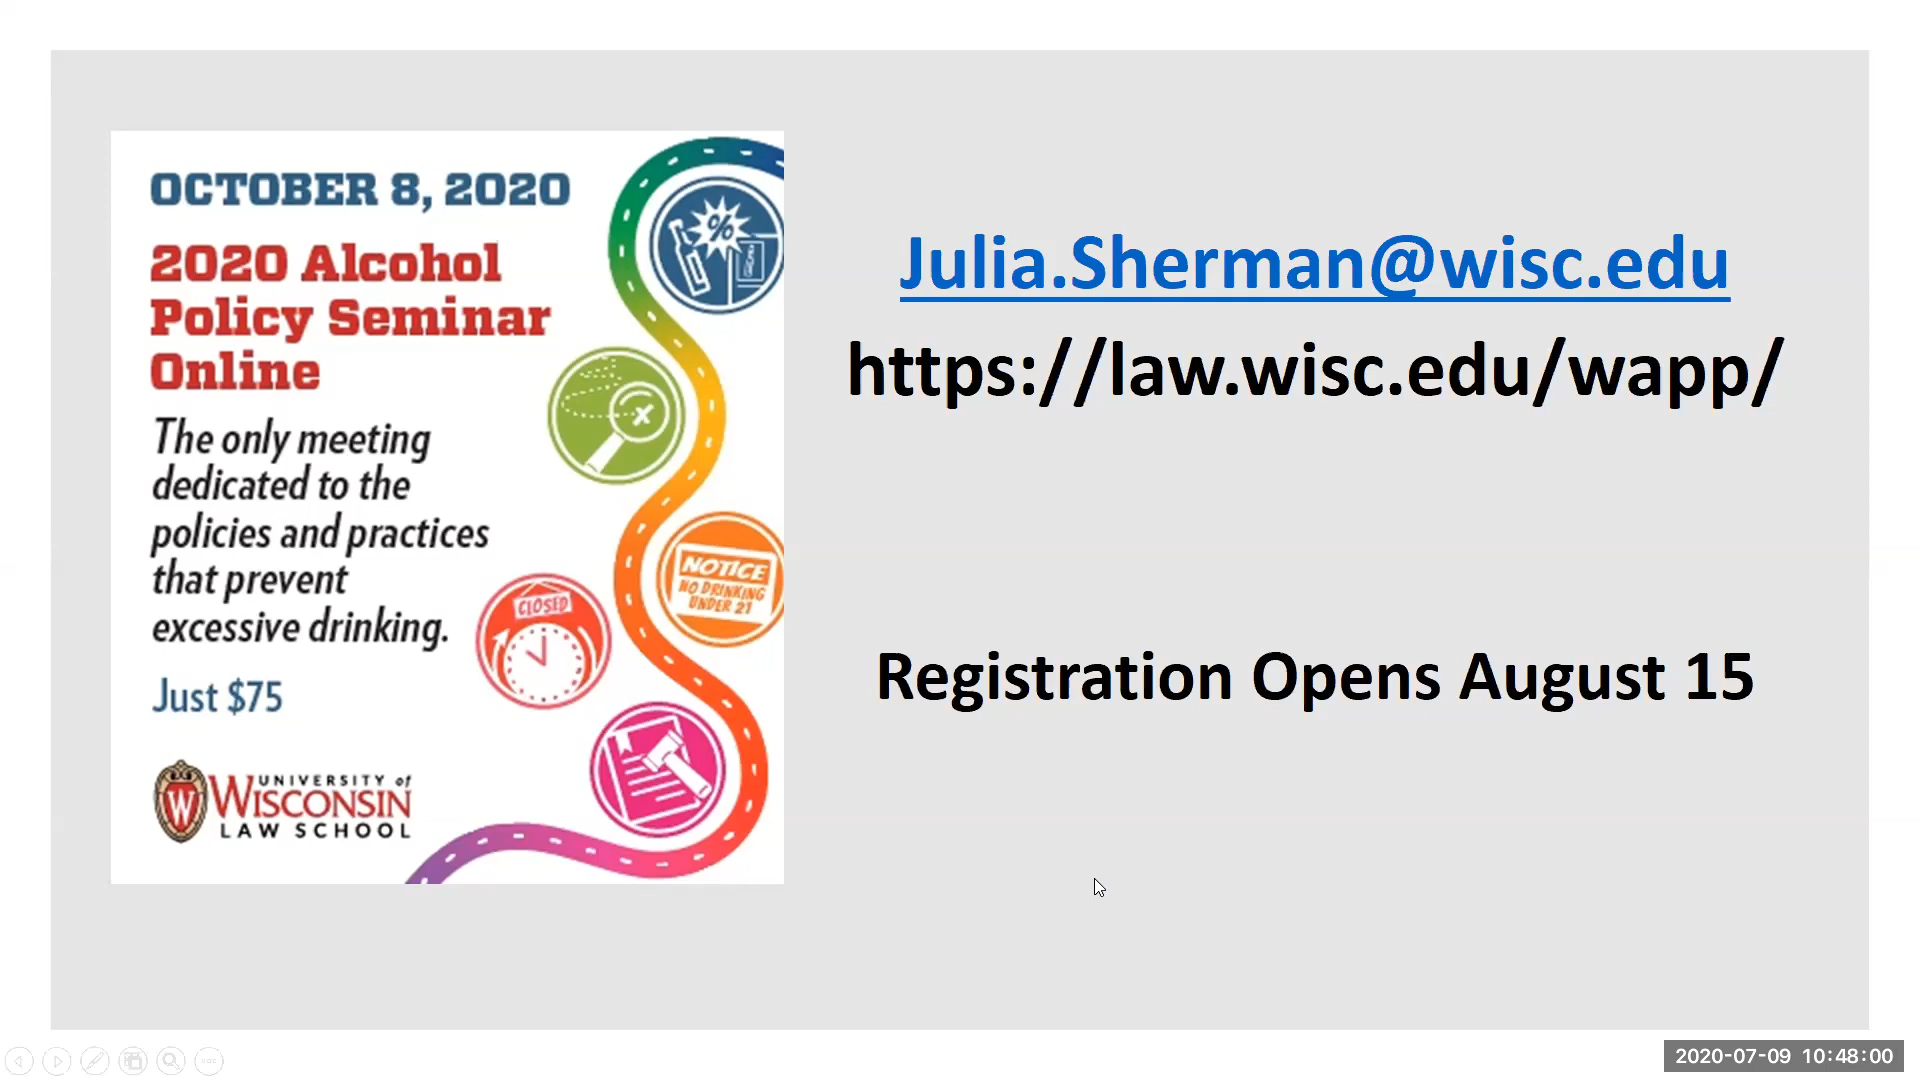 OCTOBER 8, 2020
2020 Alcohol
Policy Seminar
Online
The only meeting
dedicated to the
policies and practices
that prevent
excessive drinking.
Just $75
W
UNIVERSITY of
WISCONSIN
LAW SCHOOL
%
NOTICE
NO DRINKING
UNDER 21
CLOSED
Julia.Sherman@wisc.edu
https://law.wisc.edu/wapp/
Registration Opens August 15
2020-07-09 10:48:00